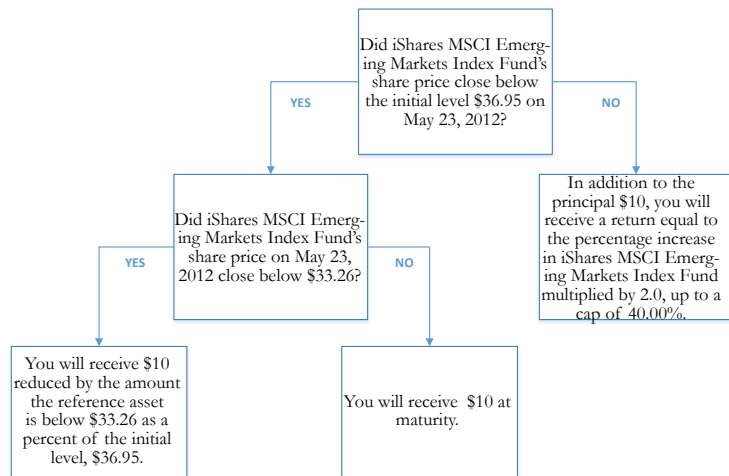 Did iShares MSCI Emerg-
ing Markets Index Fund's
share price close below
the initial level $36.95 on
May 23, 2012?
YES
NO
Did iShares MSCI Emerg-
ing Markets Index Fund's
share price on May 23,
2012 close below $33.26?
In addition to the
principal $10, you will
receive a return equal to
the percentage increase
in iShares MSCI Emerg-
ing Markets Index Fund
multiplied by 2.0, up to a
cap of 40.00%.
YES
NO
You will receive $10
reduced by the amount
the reference asset
is below $33.26 as a
percent of the initial
level, $36.95.
You will receive $10 at
maturity.